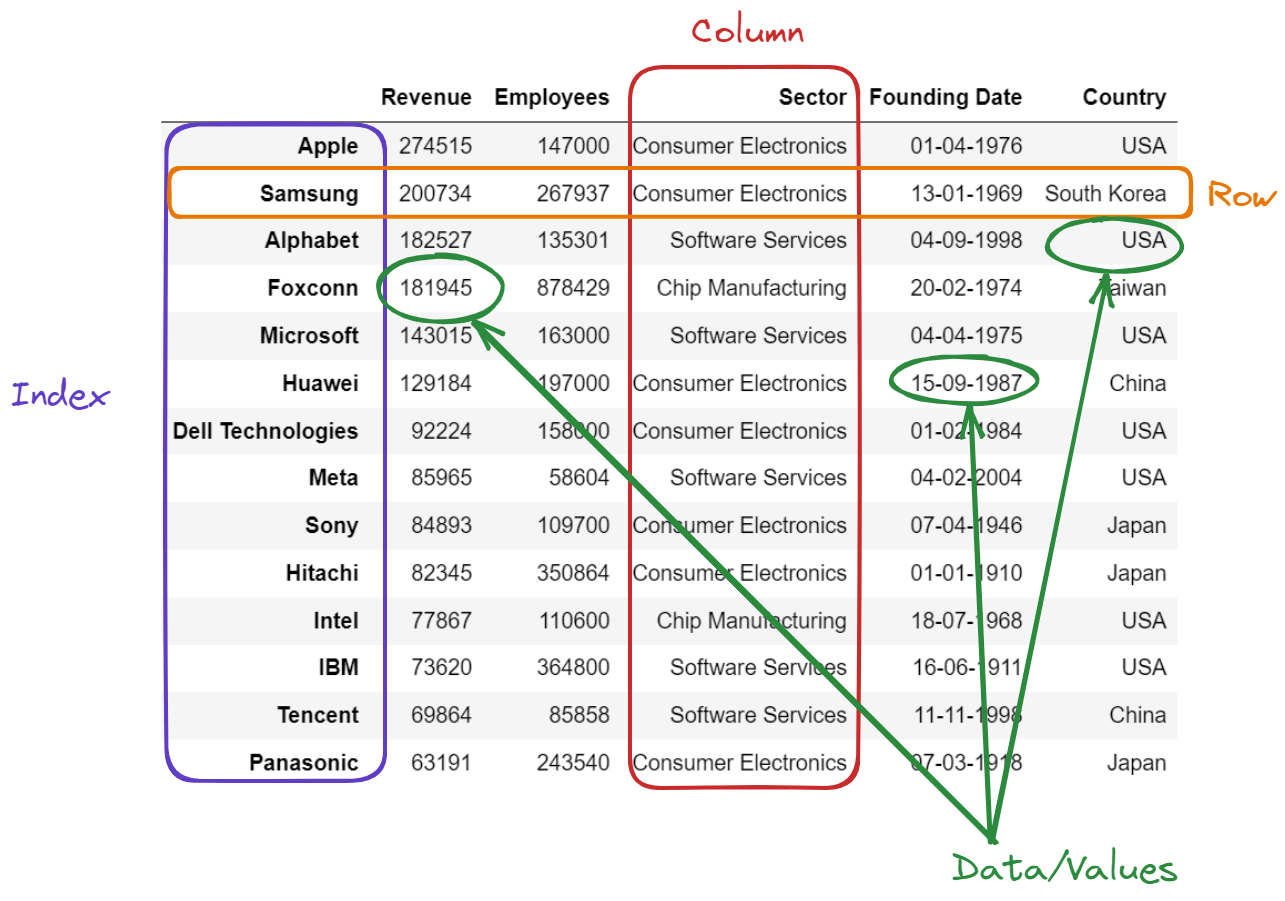 Column
Revenue Employees Sector Founding Date Country
Apple 274515 147000 Consumer Electronics 01-04-1976 USA
Samsung 200734 267937 Consumer Electronics 13-01-1969 South Korea Row
Alphabet 182527 135301 Software Services 04-09-1998 USA
Foxconn 181945 878429 Chip Manufacturing 20-02-1974 Taiwan
Microsoft 143015 163000 Software Services 04-04-1975 USA
Huawei 129184 197000 Consumer Electronics 15-09-1987 China
Index
Dell Technologies 92224 158000 Consumer Electronics 01-02-1984 USA
Meta 85965 58604 Software Services 04-02-2004 USA
Sony 84893 109700 Consumer Electronics 07-04-1946 Japan
Hitachi 82345 350864 Consumer Electronics 01-01-1910 Japan
Intel 77867 110600 Chip Manufacturing 18-07-1968 USA
IBM 73620 364800 Software Services 16-06-1911 USA
Tencent 69864 85858 Software Services 11-11-1998 China
Panasonic 63191 243540 Consumer Electronics 07-03-1918 Japan
Data/Values